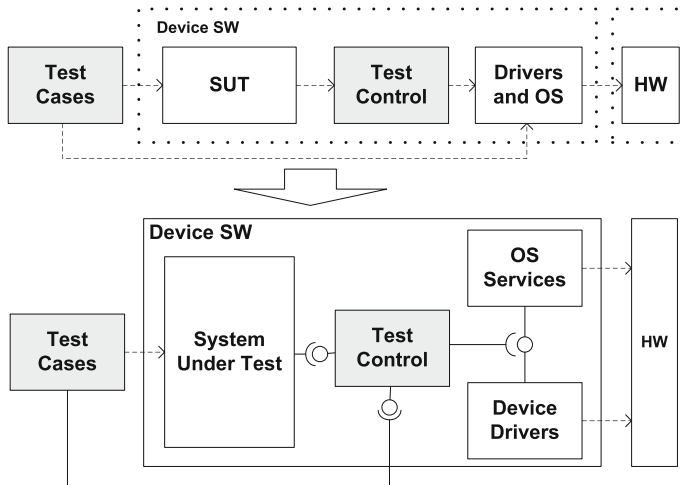 Device SW
Test
Cases
SUT
Test
Control
Drivers
and OS
HW
Device SW
OS
Services
Test
Cases
System
Under Test
Test
Control
HW
Device
Drivers